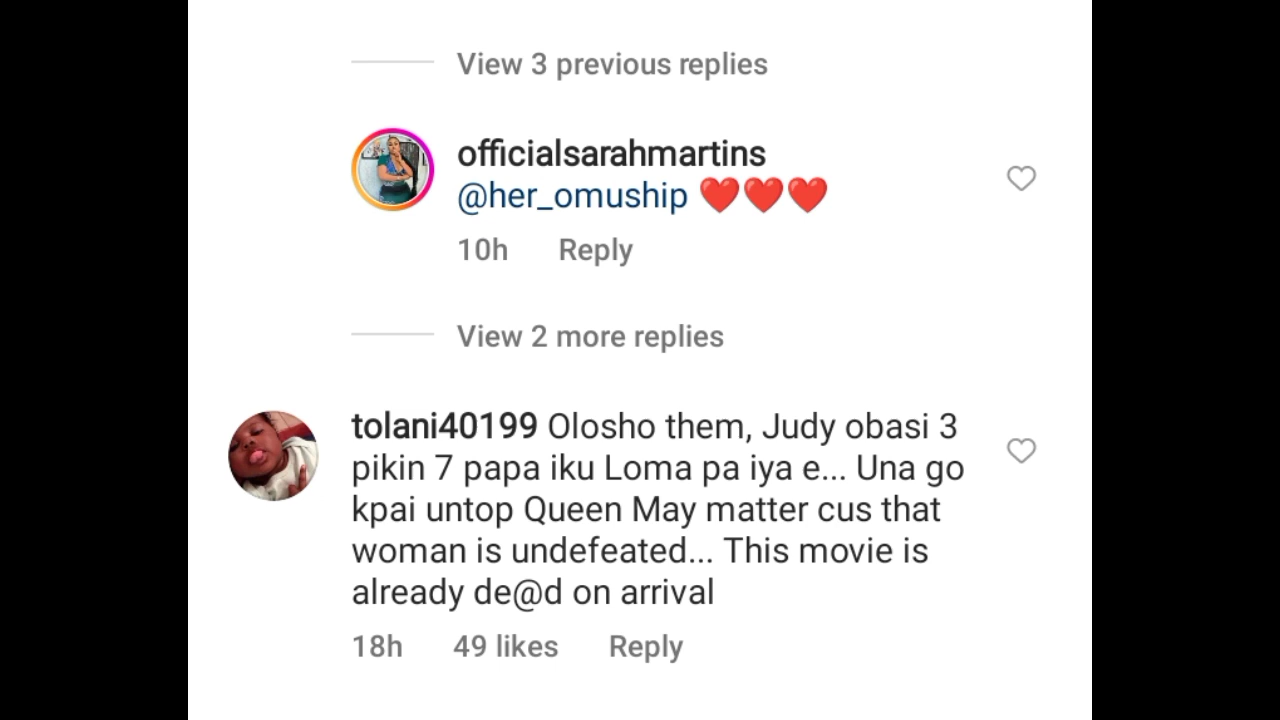 View 3 previous replies
officialsarahmartins
@her_omuship ❤️❤️❤️
10h Reply
View 2 more replies
tolani40199 Olosho them, Judy obasi 3
pikin 7 papa iku Loma pa iya e... Una go
kpai untop Queen May matter cus that
woman is undefeated... This movie is
already de@d on arrival
18h 49 likes Reply